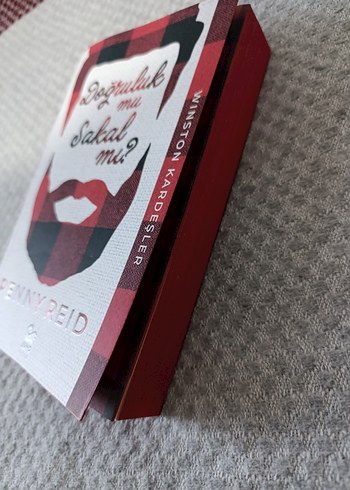 Doğruluk
mu
Sakal
mı?
PENNY REID
WINSTON KARDEŞLER